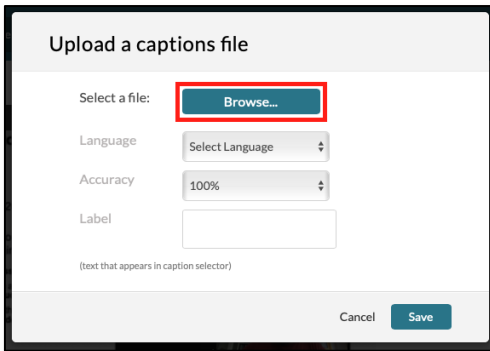 Upload a captions file
Select a file: Browse...
Language Select Language
Accuracy 100%
Label
(text that appears in caption selector)
Cancel Save